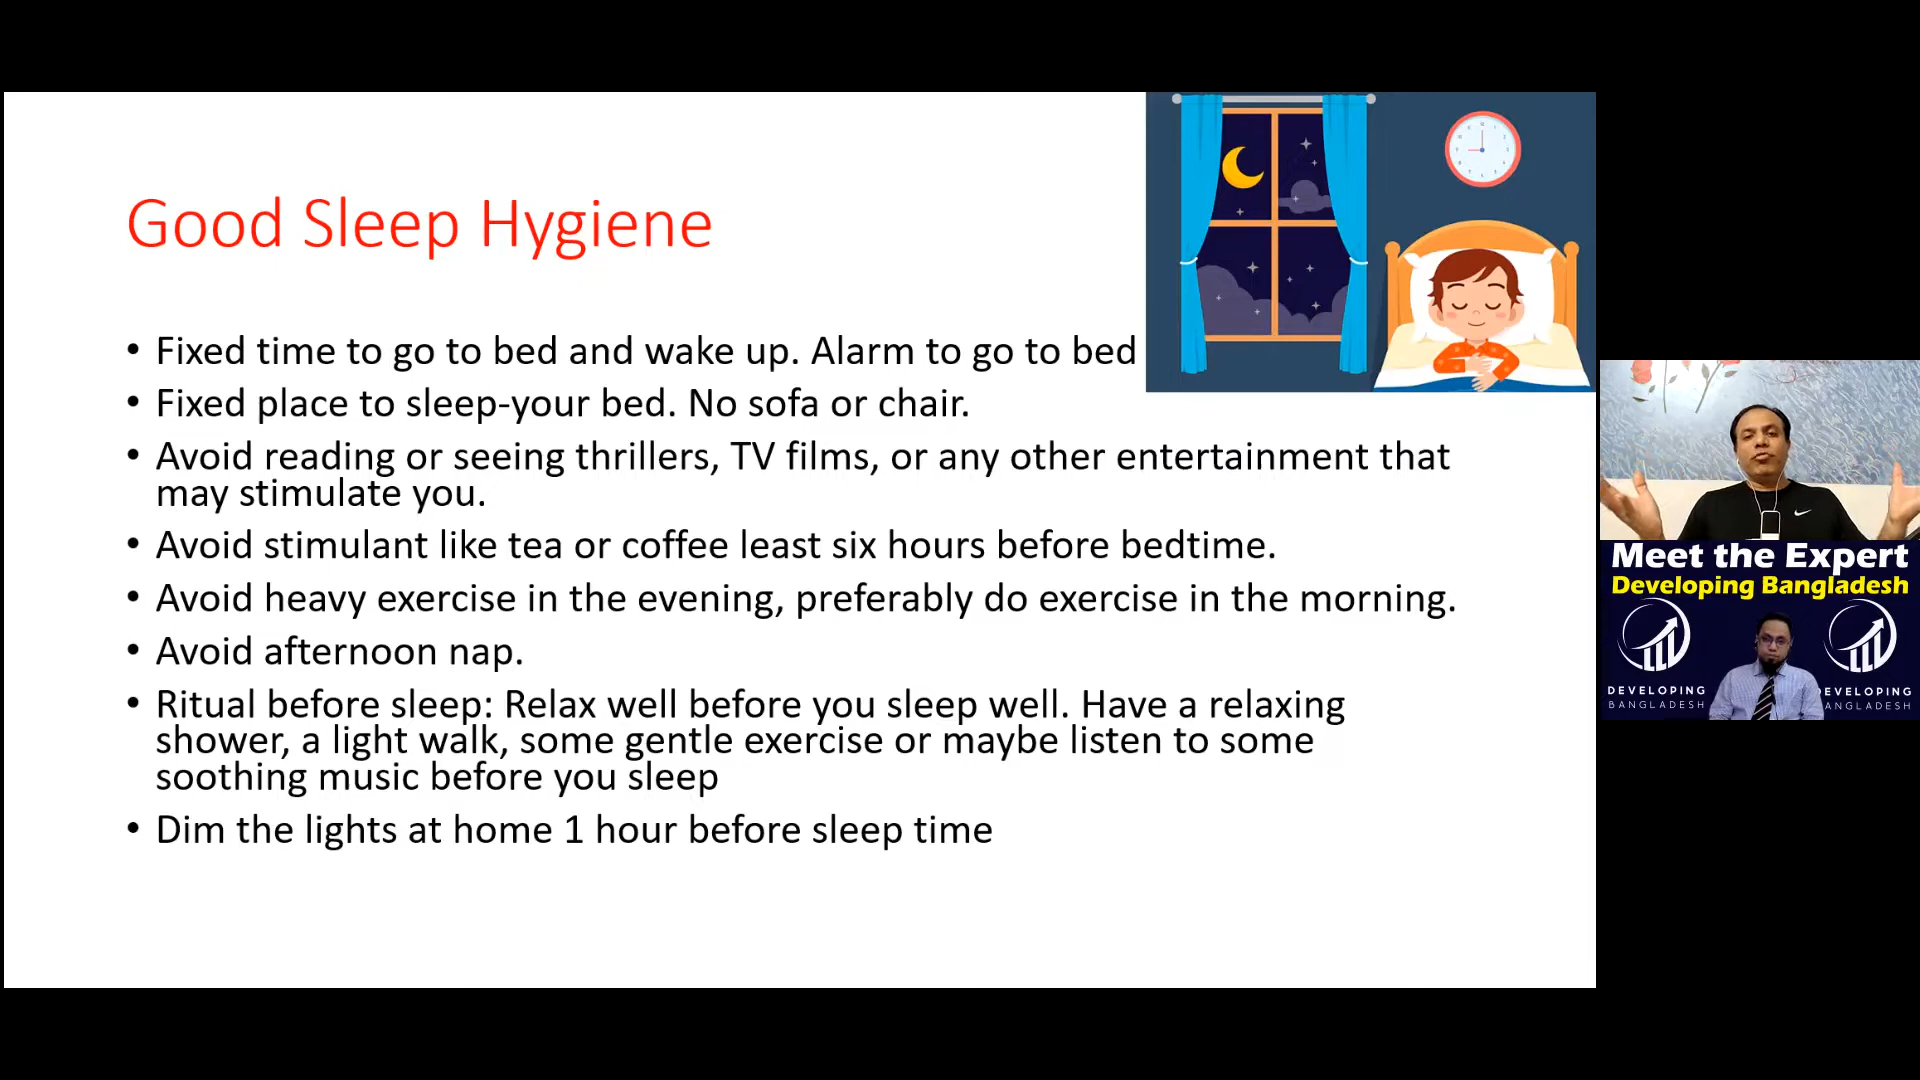 Good Sleep Hygiene
• Fixed time to go to bed and wake up. Alarm to go to bed
• Fixed place to sleep-your bed. No sofa or chair.
• Avoid reading or seeing thrillers, TV films, or any other entertainment that
may stimulate you.
• Avoid stimulant like tea or coffee least six hours before bedtime.
• Avoid heavy exercise in the evening, preferably do exercise in the morning.
• Avoid afternoon nap.
• Ritual before sleep: Relax well before you sleep well. Have a relaxing
shower, a light walk, some gentle exercise or maybe listen to some
soothing music before you sleep
• Dim the lights at home 1 hour before sleep time
Meet the Expert
Developing Bangladesh
DEVELOPING
BANGLADESH
EVELOPING
ANGLADESH